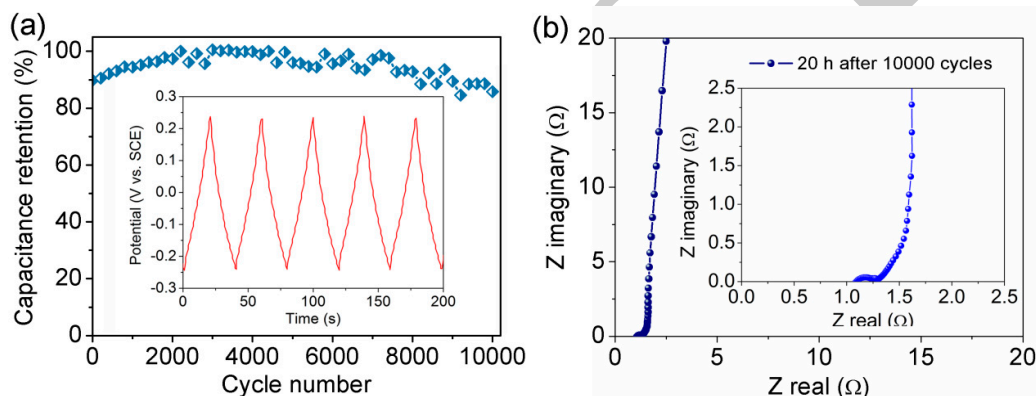 (a)
Capacitance retention (%)
100
80
60
40
20
0
0 2000 4000 6000 8000 10000
Cycle number
Potential (V vs. SCE)
0.3
0.2
0.1
0.0
-0.1
-0.2
-0.3
0 50 100 150 200
Time (s)
(b)
Z imaginary (Ω)
20
15
10
5
0
0 5 10 15 20
Z real (Ω)
20 h after 10000 cycles
Z imaginary (Ω)
2.5
2.0
1.5
1.0
0.5
0.0
0.0 0.5 1.0 1.5 2.0 2.5
Z real (Ω)